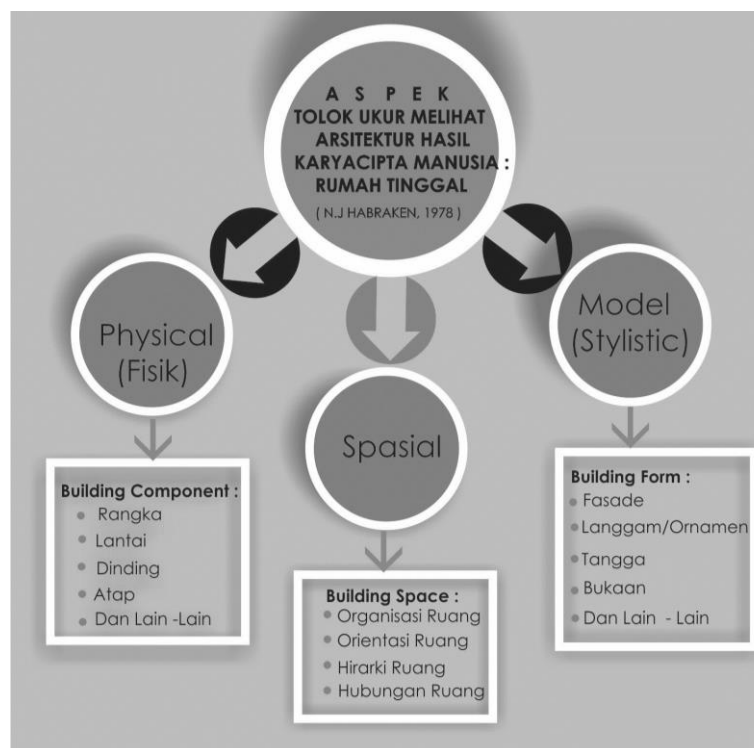 A S P E K
TOLOK UKUR MELIHAT
ARSITEKTUR HASIL
KARYACIPTA MANUSIA :
RUMAH TINGGAL
( N.J HABRAKEN, 1978 )
Physical
(Fisik)
Building Component :
Rangka
Lantai
Dinding
Atap
Dan Lain -Lain
Spasial
Building Space :
Organisasi Ruang
Orientasi Ruang
Hirarki Ruang
Hubungan Ruang
Model
(Stylistic)
Building Form :
Fasade
Langgam/Ornamen
Tangga
Bukaan
Dan Lain - Lain